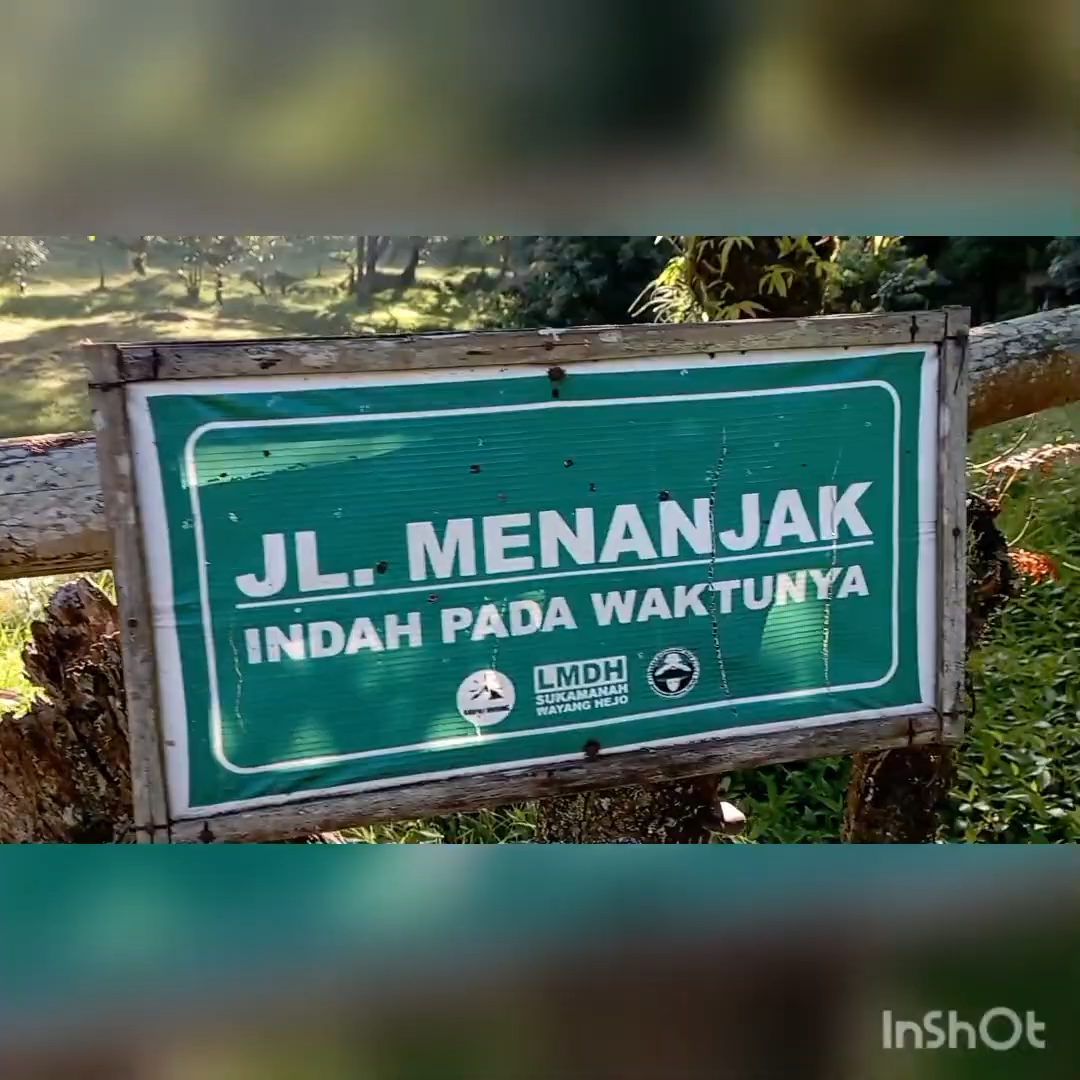 JL. MENANJAK
INDAH PADA WAKTUNYA
LMDH
SUKAMANAH
WAYANG HEJO
InShOt